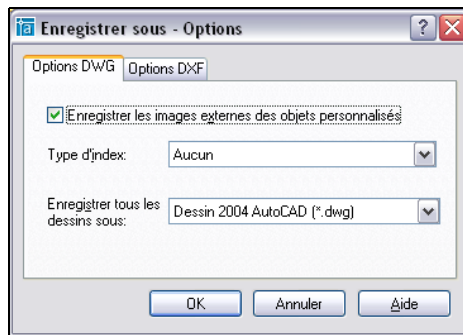 Enregistrer sous - Options
Options DWG Options DXF
Enregistrer les images externes des objets personnalisés
Type d'index: Aucun
Enregistrer tous les
dessins sous: Dessin 2004 AutoCAD (*.dwg)
OK Annuler Aide